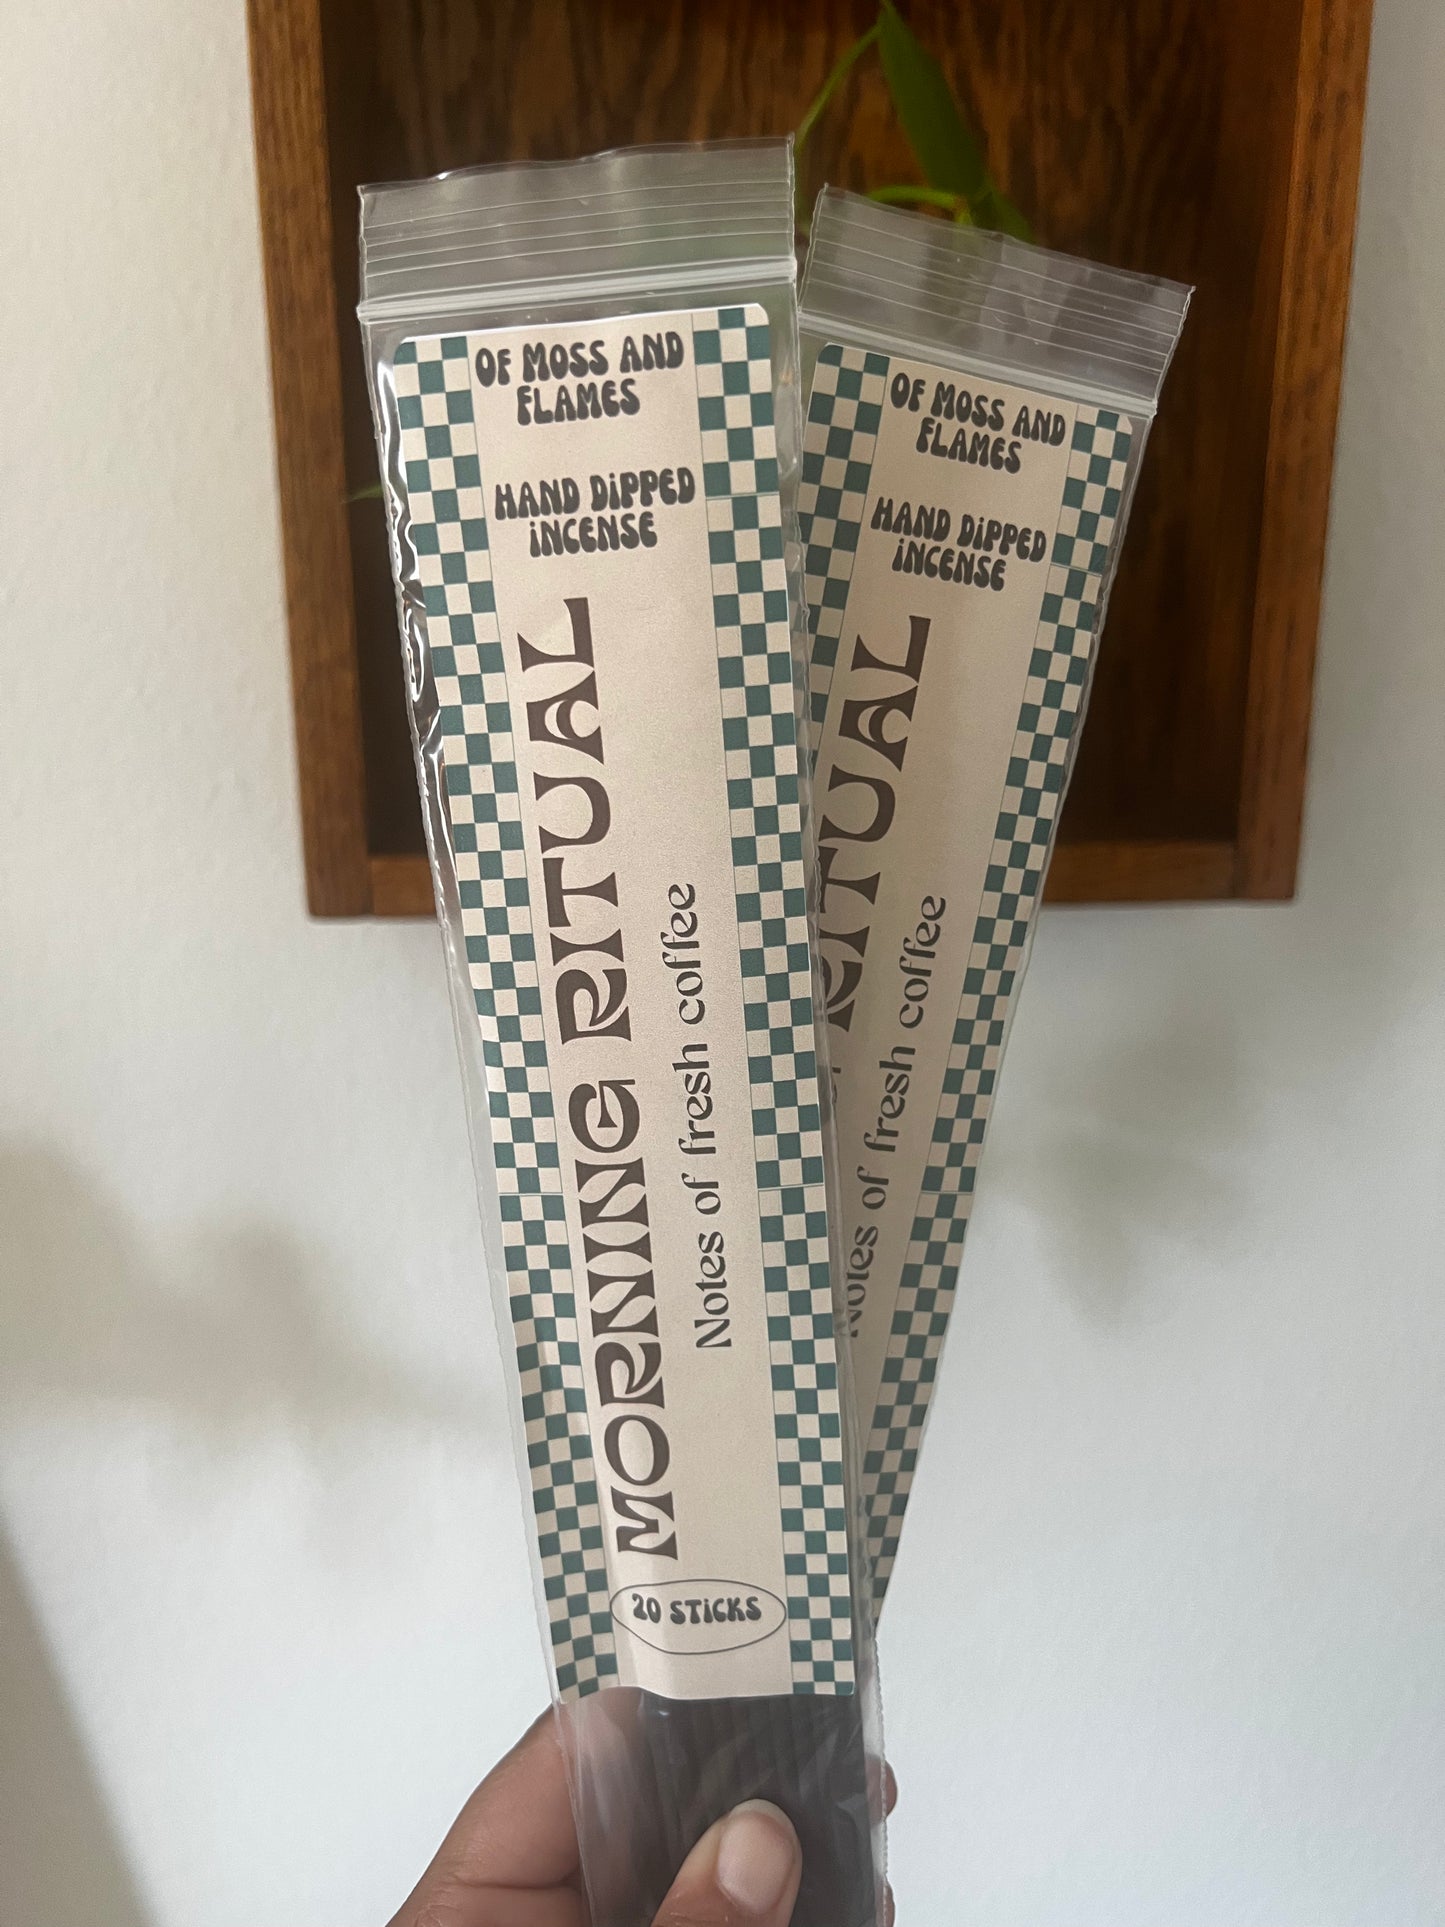 OF MOSS AND
FLAMES
HAND DiPPED
iNCENSE
MORNING RITUAL
Notes of fresh coffee
20 STiCKS
OF MOSS AND
FLAMES
HAND DiPPED
iNCENSE
RITUAL
Notes of fresh coffee